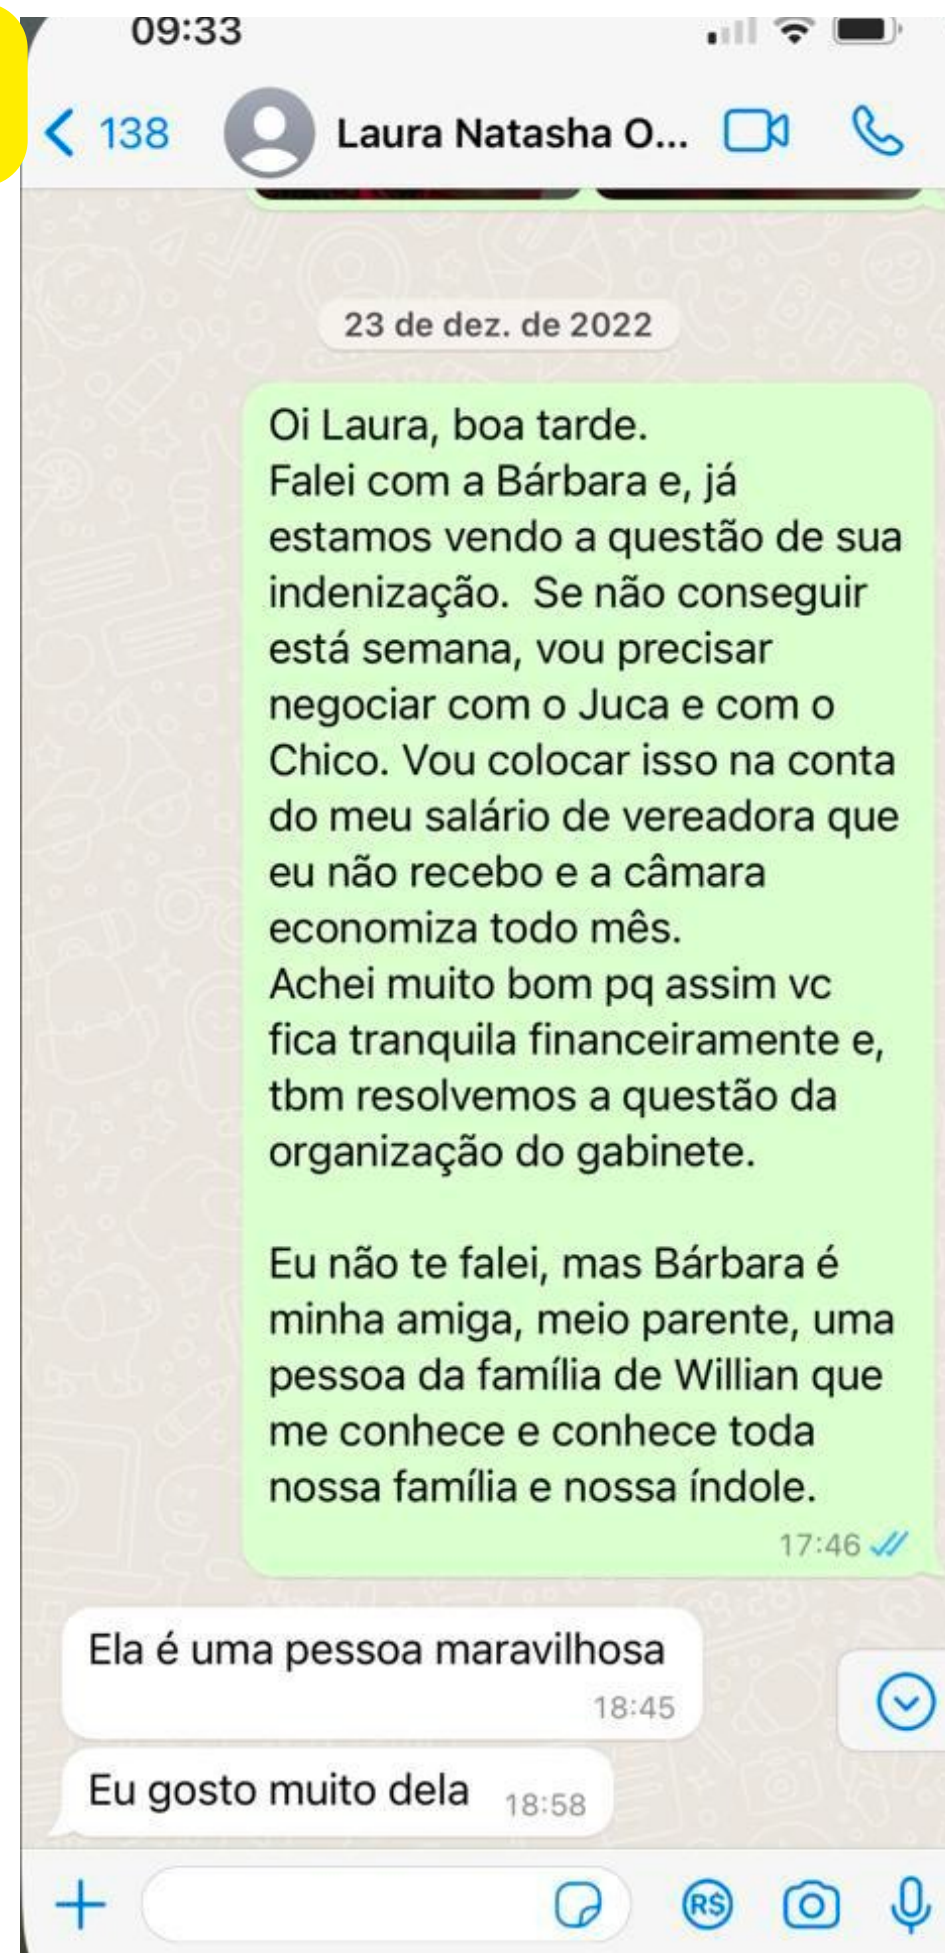 09:33
138
Laura Natasha O...
23 de dez. de 2022
Oi Laura, boa tarde.
Falei com a Bárbara e, já
estamos vendo a questão de sua
indenização.  Se não conseguir
está semana, vou precisar
negociar com o Juca e com o
Chico. Vou colocar isso na conta
do meu salário de vereadora que
eu não recebo e a câmara
economiza todo mês.
Achei muito bom pq assim vc
fica tranquila financeiramente e,
tbm resolvemos a questão da
organização do gabinete.
Eu não te falei, mas Bárbara é
minha amiga, meio parente, uma
pessoa da família de Willian que
me conhece e conhece toda
nossa família e nossa índole.
17:46
Ela é uma pessoa maravilhosa
18:45
Eu gosto muito dela 18:58
R$